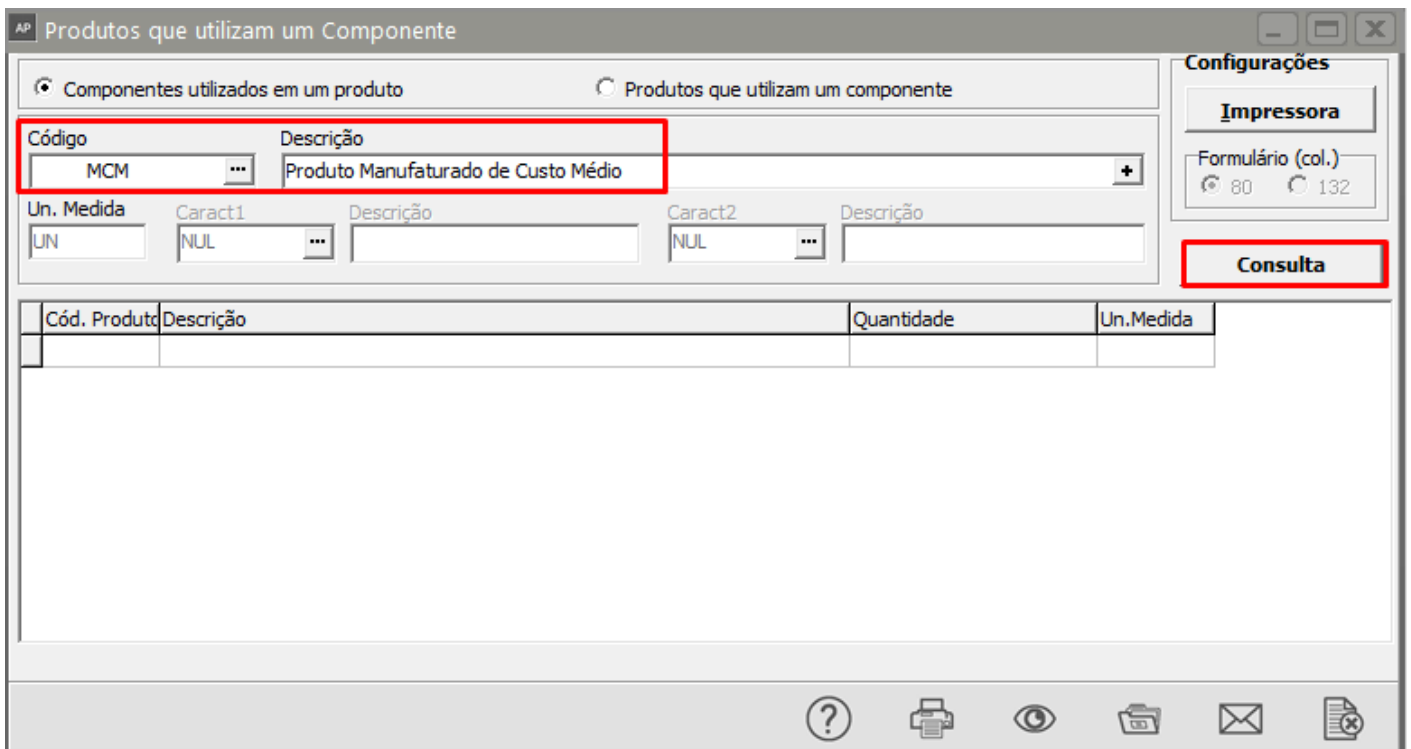 AP Produtos que utilizam um Componente
Componentes utilizados em um produto Produtos que utilizam um componente
Configurações
Impressora
Código Descrição
MCM ... Produto Manufaturado de Custo Médio +
Formulário (col.)
80 132
Un. Medida Caract1 Descrição Caract2 Descrição
UN NUL ... NUL ...
Consulta
Cód. Produto Descrição Quantidade Un.Medida
?